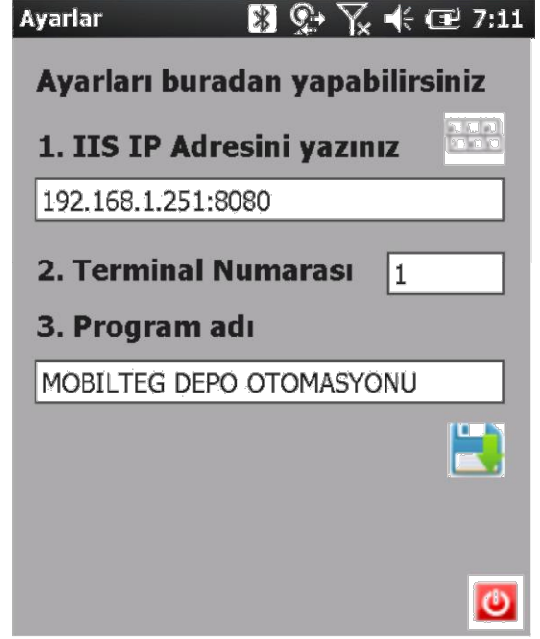 Ayarlar 7:11
Ayarları buradan yapabilirsiniz
1. IIS IP Adresini yazınız
192.168.1.251:8080
2. Terminal Numarası 1
3. Program adı
MOBILTEG DEPO OTOMASYONU